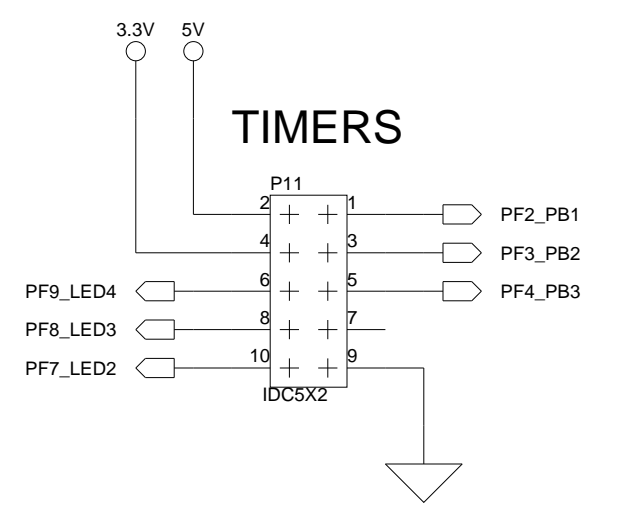 3.3V 5V
TIMERS
P11
2 1 PF2_PB1
4 3 PF3_PB2
PF9_LED4 6 5 PF4_PB3
PF8_LED3 8 7
PF7_LED2 10 9
IDC5X2